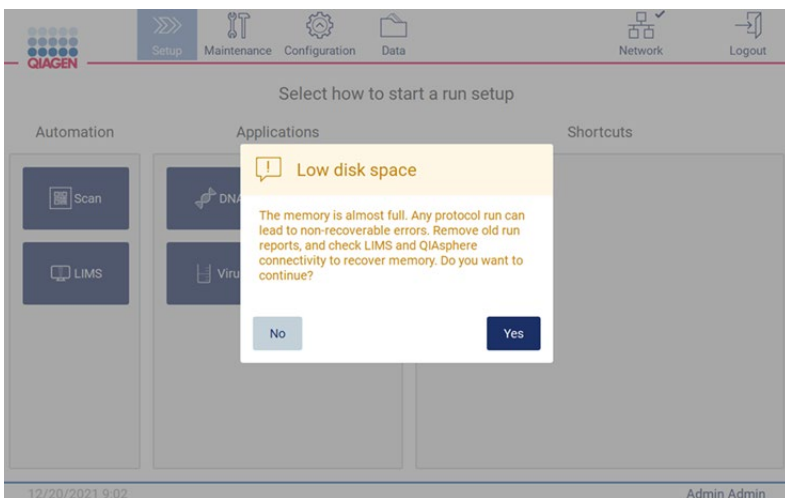 QIAGEN
Setup
Maintenance
Configuration
Data
Network
Logout
Select how to start a run setup
Automation
Applications
Shortcuts
Scan
DNA
LIMS
Viru
Low disk space
The memory is almost full. Any protocol run can
lead to non-recoverable errors. Remove old run
reports, and check LIMS and QIAsphere
connectivity to recover memory. Do you want to
continue?
No
Yes
12/20/2021 9:02
Admin Admin